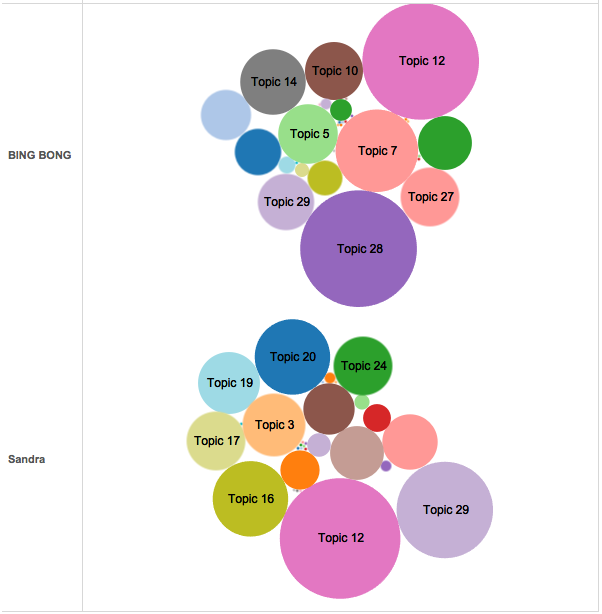 BING BONG
Topic 12
Topic 10
Topic 14
Topic 5
Topic 7
Topic 27
Topic 29
Topic 28
Sandra
Topic 20
Topic 24
Topic 19
Topic 3
Topic 17
Topic 16
Topic 29
Topic 12